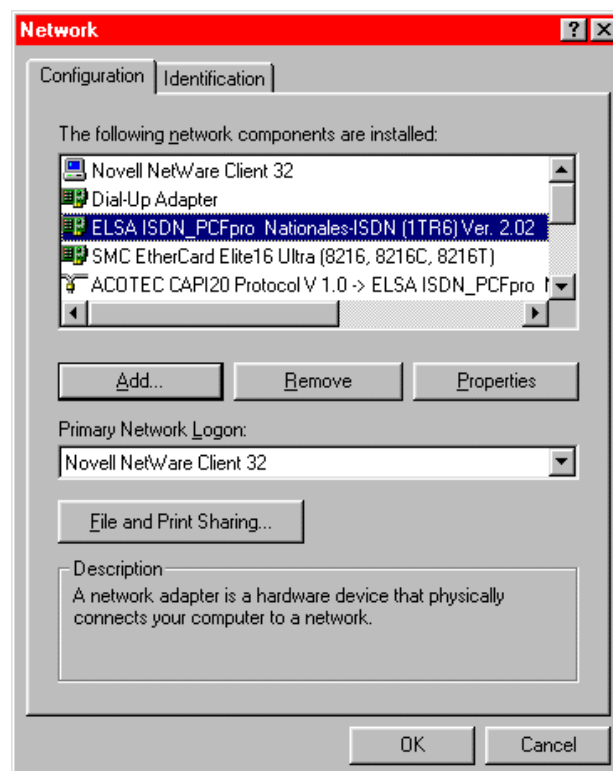 Network
Configuration Identification
The following network components are installed:
Novell NetWare Client 32
Dial-Up Adapter
ELSA ISDN_PCFpro Nationales-ISDN (1TR6) Ver. 2.02
SMC EtherCard Elite16 Ultra (8216, 8216C, 8216T)
ACOTEC CAPI20 Protocol V 1.0 -> ELSA ISDN_PCFpro
Add... Remove Properties
Primary Network Logon:
Novell NetWare Client 32
File and Print Sharing...
Description
A network adapter is a hardware device that physically
connects your computer to a network.
OK Cancel